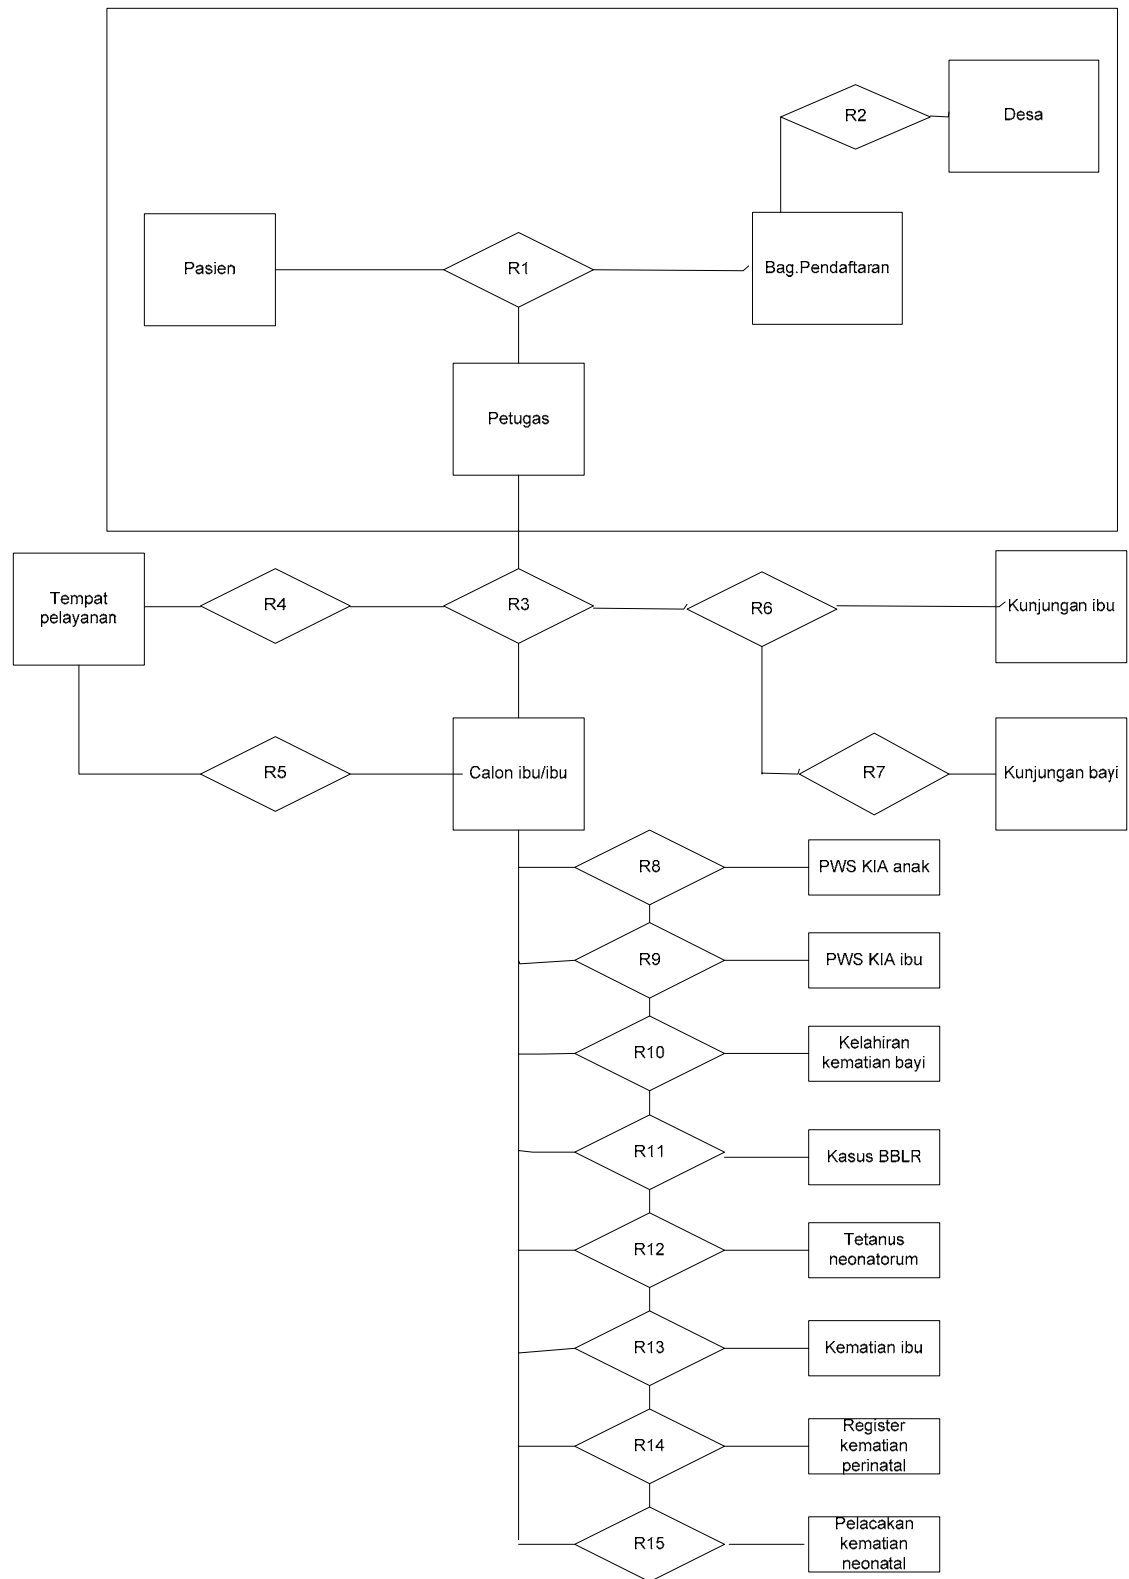 R2
Desa
Pasien
R1
Bag.Pendaftaran
Petugas
Tempat
pelayanan
R4
R3
R6
Kunjungan ibu
R5
Calon ibu/ibu
R7
Kunjungan bayi
R8
PWS KIA anak
R9
PWS KIA ibu
R10
Kelahiran
kematian bayi
R11
Kasus BBLR
R12
Tetanus
neonatorum
R13
Kematian ibu
R14
Register
kematian
perinatal
R15
Pelacakan
kematian
neonatal